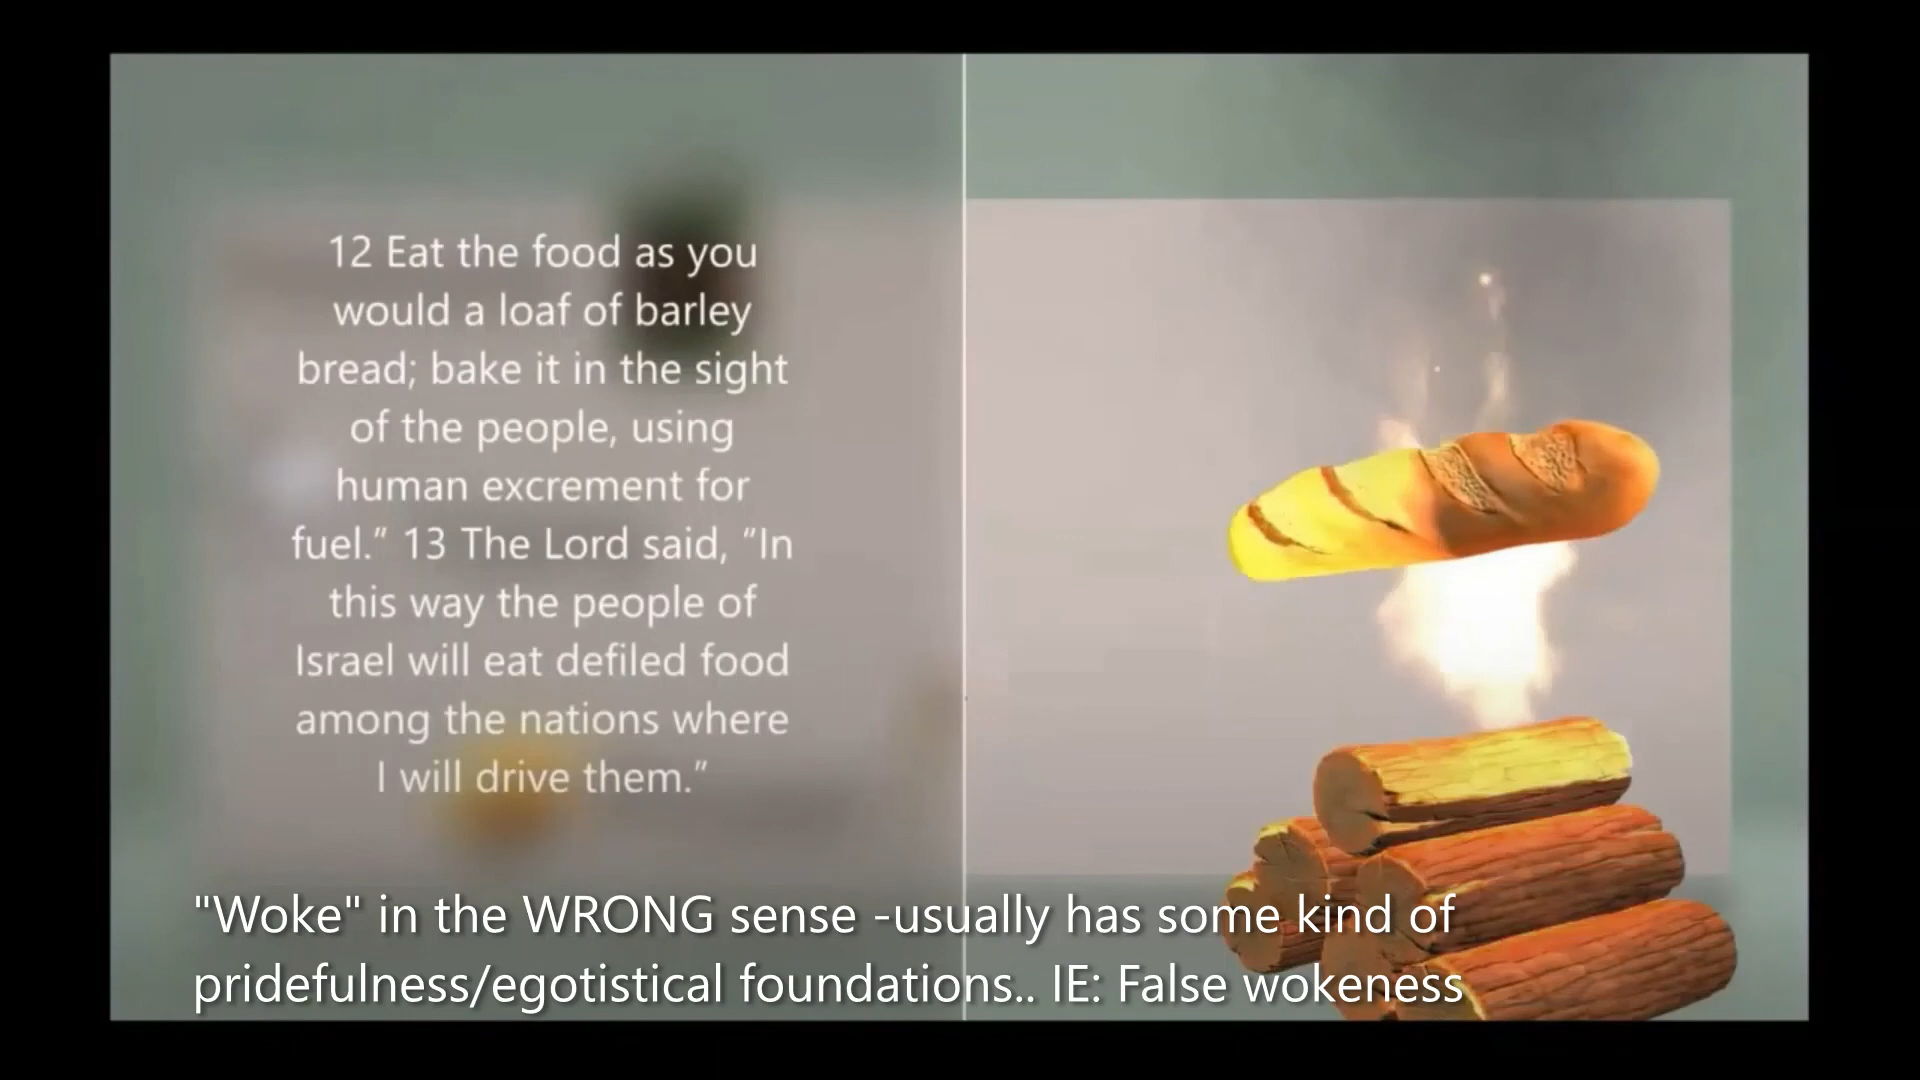 12 Eat the food as you
would a loaf of barley
bread; bake it in the sight
of the people, using
human excrement for
fuel.” 13 The Lord said, “In
this way the people of
Israel will eat defiled food
among the nations where
I will drive them.”
"Woke" in the WRONG sense -usually has some kind of
pridefulness/egotistical foundations.. IE: False wokeness